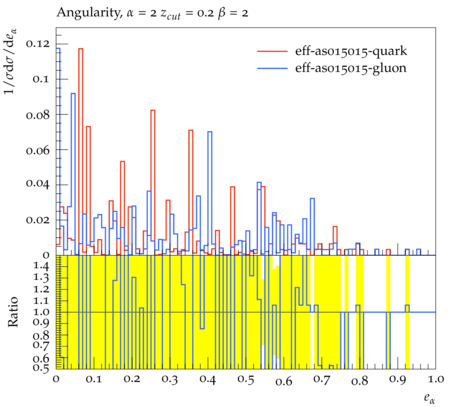 Angularity, α = 2 z_cut = 0.2 β = 2
1/σdσ/de_α
0.12
0.1
0.08
0.06
0.04
0.02
0
eff-as015015-quark
eff-as015015-gluon
Ratio
1.4
1.3
1.2
1.1
1.0
0.9
0.8
0.7
0.6
0.5
0 0.1 0.2 0.3 0.4 0.5 0.6 0.7 0.8 0.9 1.0
e_α